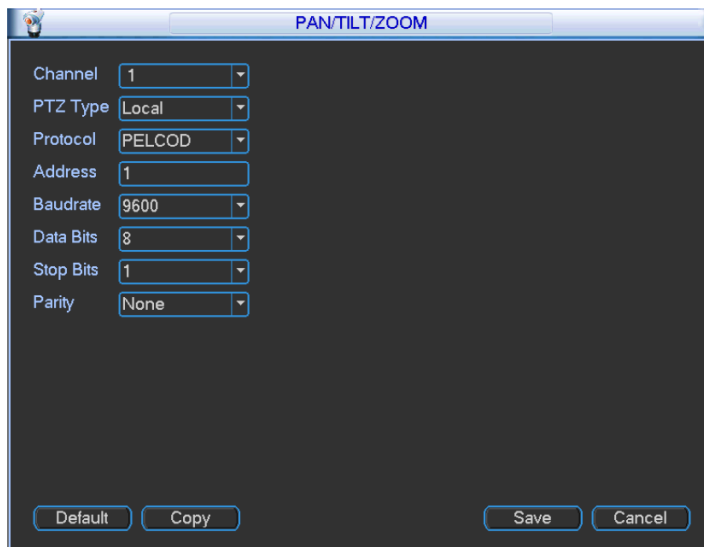 PAN/TILT/ZOOM
Channel 1
PTZ Type Local
Protocol PELCOD
Address 1
Baudrate 9600
Data Bits 8
Stop Bits 1
Parity None
Default Copy Save Cancel